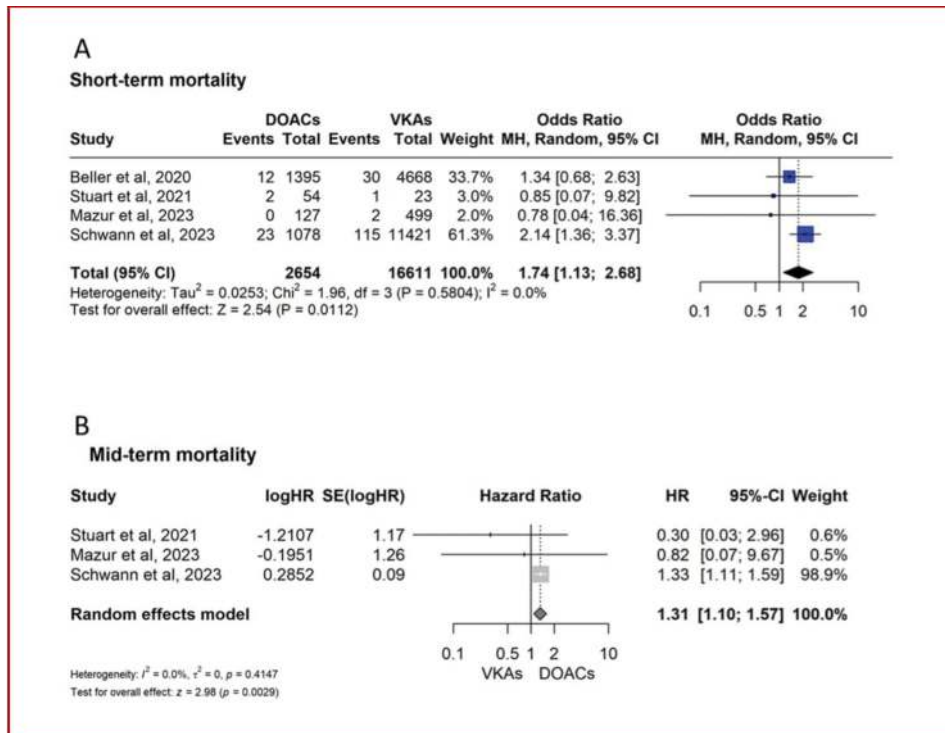 A
Short-term mortality
DOACs VKAs Odds Ratio Odds Ratio
Study Events Total Events Total Weight MH, Random, 95% CI MH, Random, 95% CI
Beller et al, 2020 12 1395 30 4668 33.7% 1.34 [0.68; 2.63]
Stuart et al, 2021 2 54 1 23 3.0% 0.85 [0.07; 9.82]
Mazur et al, 2023 0 127 2 499 2.0% 0.78 [0.04; 16.36]
Schwann et al, 2023 23 1078 115 11421 61.3% 2.14 [1.36; 3.37]
Total (95% CI) 2654 16611 100.0% 1.74 [1.13; 2.68]
Heterogeneity: Tau² = 0.0253; Chi² = 1.96, df = 3 (P = 0.5804); I² = 0.0%
Test for overall effect: Z = 2.54 (P = 0.0112)
0.1 0.5 1 2 10
B
Mid-term mortality
Study logHR SE(logHR) Hazard Ratio HR 95%-CI Weight
Stuart et al, 2021 -1.2107 1.17 0.30 [0.03; 2.96] 0.6%
Mazur et al, 2023 -0.1951 1.26 0.82 [0.07; 9.67] 0.5%
Schwann et al, 2023 0.2852 0.09 1.33 [1.11; 1.59] 98.9%
Random effects model 1.31 [1.10; 1.57] 100.0%
0.1 0.5 1 2 10
Heterogeneity: I² = 0.0%, τ² = 0, p = 0.4147
VKAs DOACs
Test for overall effect: z = 2.98 (p = 0.0029)